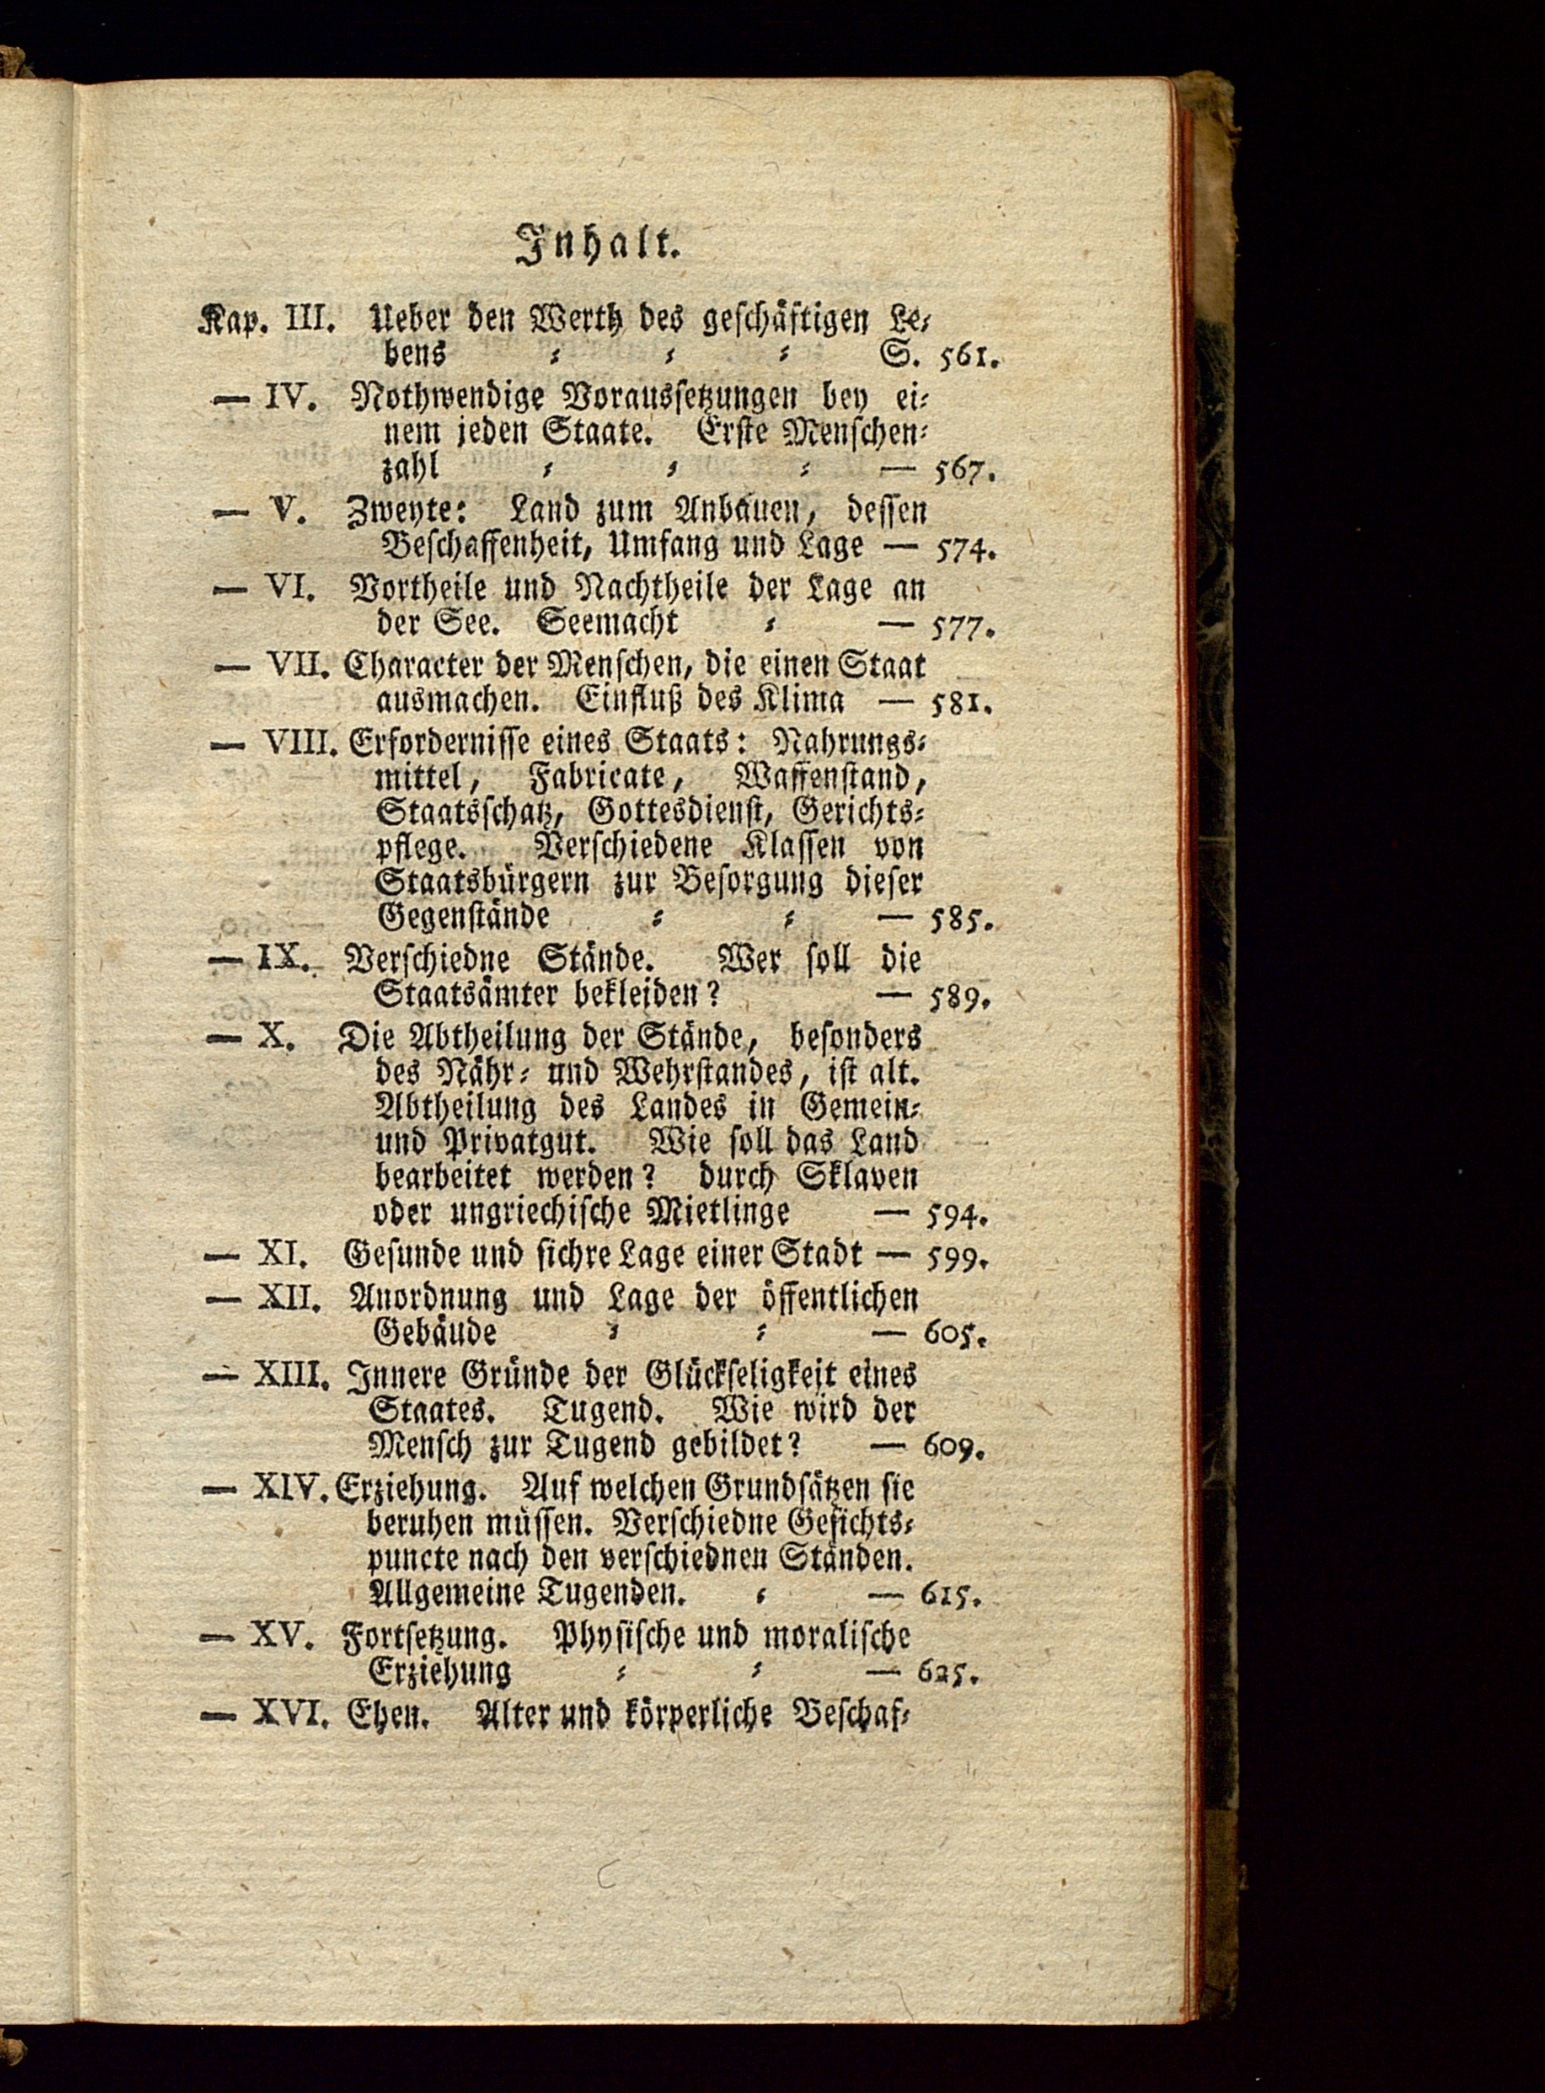 Inhalt.
Kap. III. Ueber den Werth des geschäftigen Le-
bens - - - S. 561.
— IV. Nothwendige Voraussetzungen bey ei-
nem jeden Staate. Erste Menschen-
zahl - - - — 567.
— V. Zweyte: Land zum Anbauen, dessen
Beschaffenheit, Umfang und Lage — 574.
— VI. Vortheile und Nachtheile der Lage an
der See. Seemacht - — 577.
— VII. Character der Menschen, die einen Staat
ausmachen. Einfluß des Klima — 581.
— VIII. Erfordernisse eines Staats: Nahrungs-
mittel, Fabricate, Waffenstand,
Staatsschatz, Gottesdienst, Gerichts-
pflege. Verschiedene Klassen von
Staatsbürgern zur Besorgung dieser
Gegenstände - - — 585.
— IX. Verschiedne Stände. Wer soll die
Staatsämter bekleiden? — 589.
— X. Die Abtheilung der Stände, besonders
des Nähr- und Wehrstandes, ist alt.
Abtheilung des Landes in Gemein-
und Privatgut. Wie soll das Land
bearbeitet werden? durch Sklaven
oder ungriechische Mietlinge — 594.
— XI. Gesunde und sichre Lage einer Stadt — 599.
— XII. Anordnung und Lage der öffentlichen
Gebäude - - — 605.
— XIII. Innere Gründe der Glückseligkeit eines
Staates. Tugend. Wie wird der
Mensch zur Tugend gebildet? — 609.
— XIV. Erziehung. Auf welchen Grundsätzen sie
beruhen müssen. Verschiedne Gesichts-
puncte nach den verschiednen Ständen.
Allgemeine Tugenden. - — 615.
— XV. Fortsetzung. Physische und moralische
Erziehung - - — 625.
— XVI. Ehen. Alter und körperliche Beschaf-